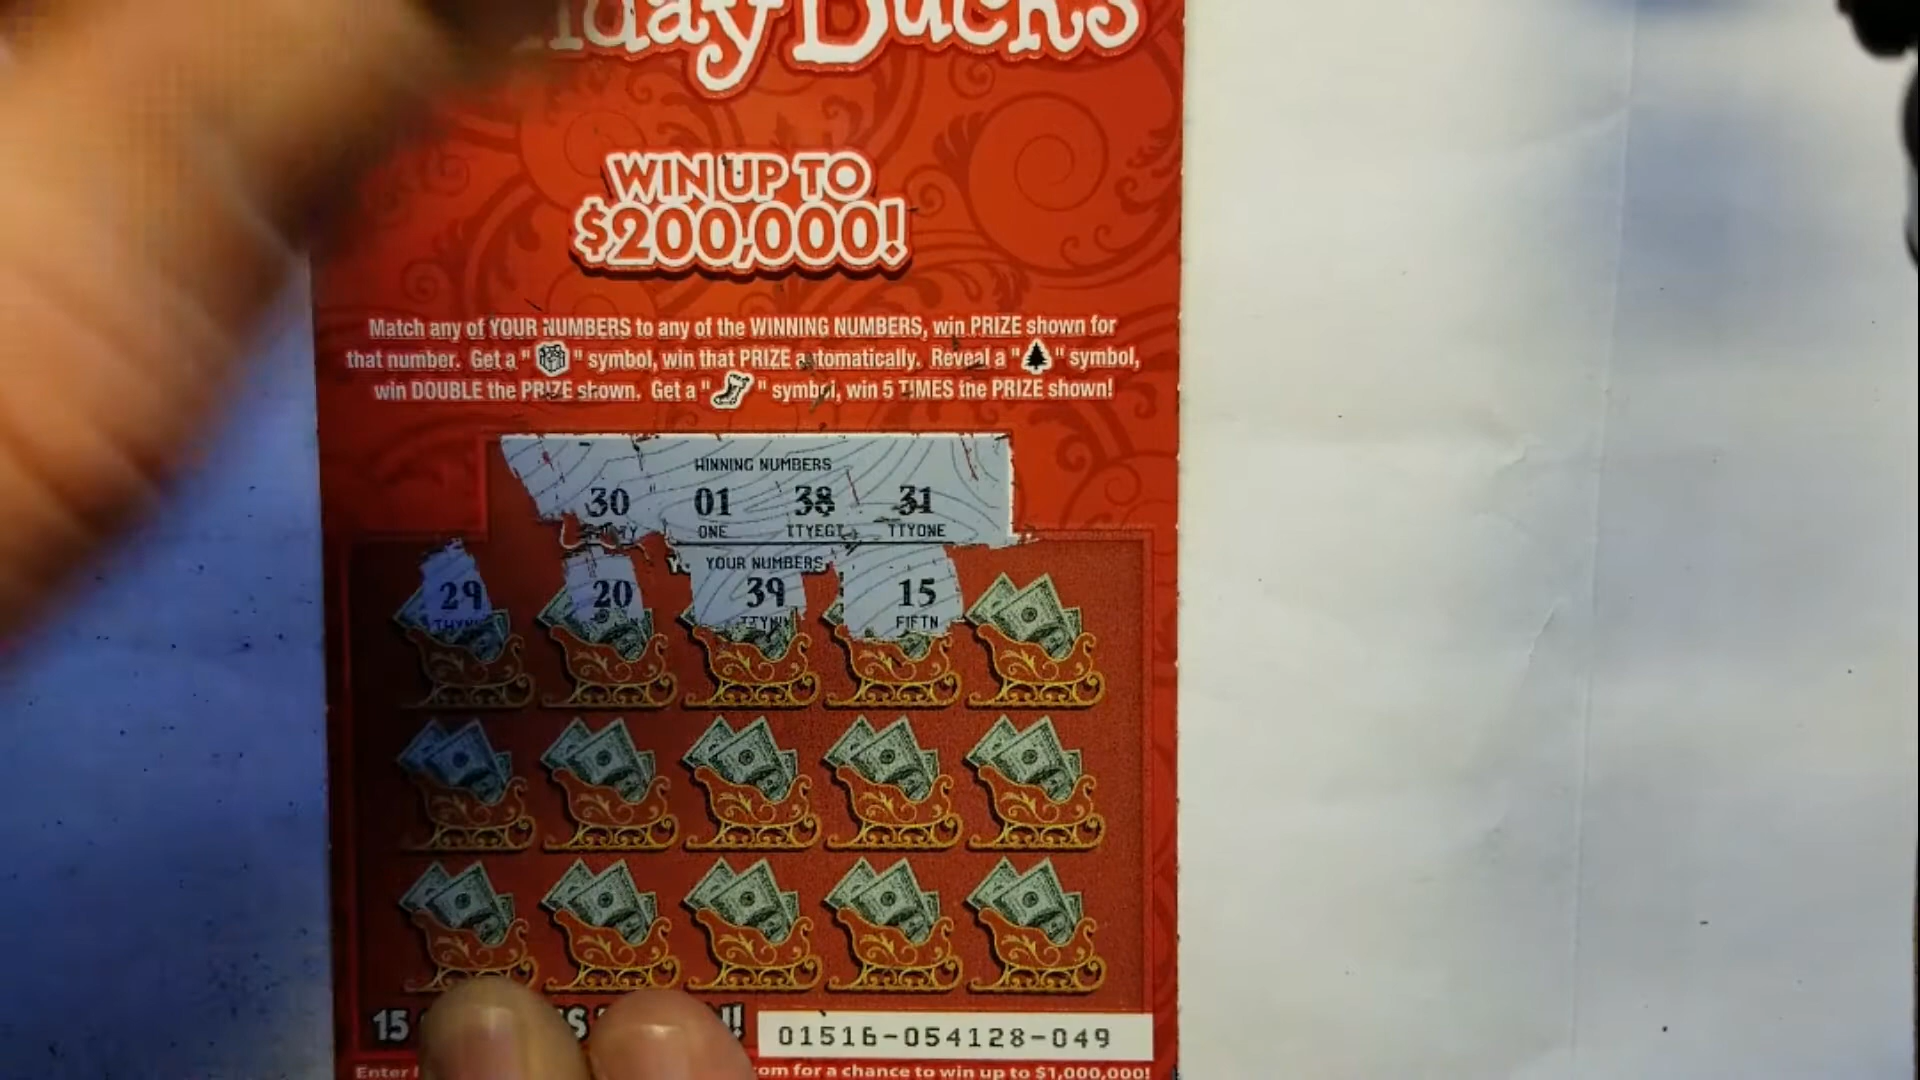 WIN UP TO
$200,000!
Match any of YOUR NUMBERS to any of the WINNING NUMBERS, win PRIZE shown for
that number. Get a " " symbol, win that PRIZE automatically. Reveal a " " symbol,
win DOUBLE the PRIZE shown. Get a " " symbol, win 5 TIMES the PRIZE shown!
WINNING NUMBERS
30 01 38 31
ONE TTYEGT TTYONE
YOUR NUMBERS
29 20 39 15
FIFTN
15
01516-054128-049
Enter
for a chance to win up to $1,000,000!